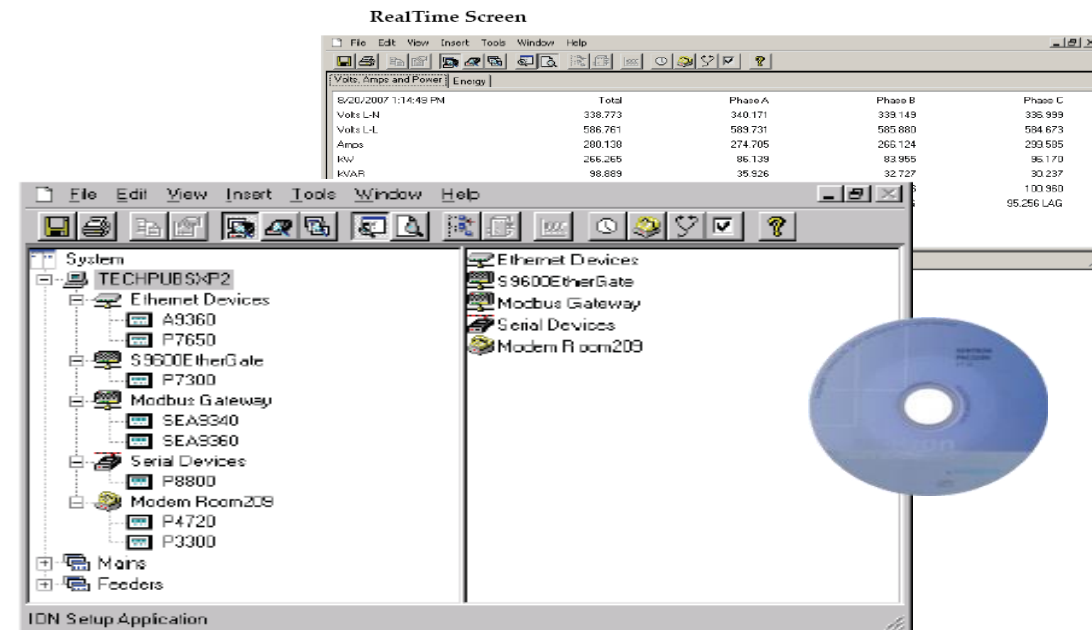 RealTime Screen
File Edit View Insert Tools Window Help
Volts, Amps and Power Energy
8/20/2007 1:14:49 PM Total Phase A Phase B Phase C
Volts L-N 338.773 340.171 339.149 336.999
Volts L-L 586.761 589.731 585.880 584.673
Amps 280.138 274.705 266.124 299.585
kW 266.265 86.139 83.955 96.170
kVAR 98.889 35.926 32.727 30.237
100.960
95.256 LAG
File Edit View Insert Tools Window Help
System
TECHPUBSXP2
Ethernet Devices
A9360
P7650
S9600EtherGate
P7300
Modbus Gateway
SEA9340
SEA9360
Serial Devices
P8800
Modem Room209
P4720
P3300
Mains
Feeders
Ethernet Devices
S9600EtherGate
Modbus Gateway
Serial Devices
Modem Room209
ION Setup Application